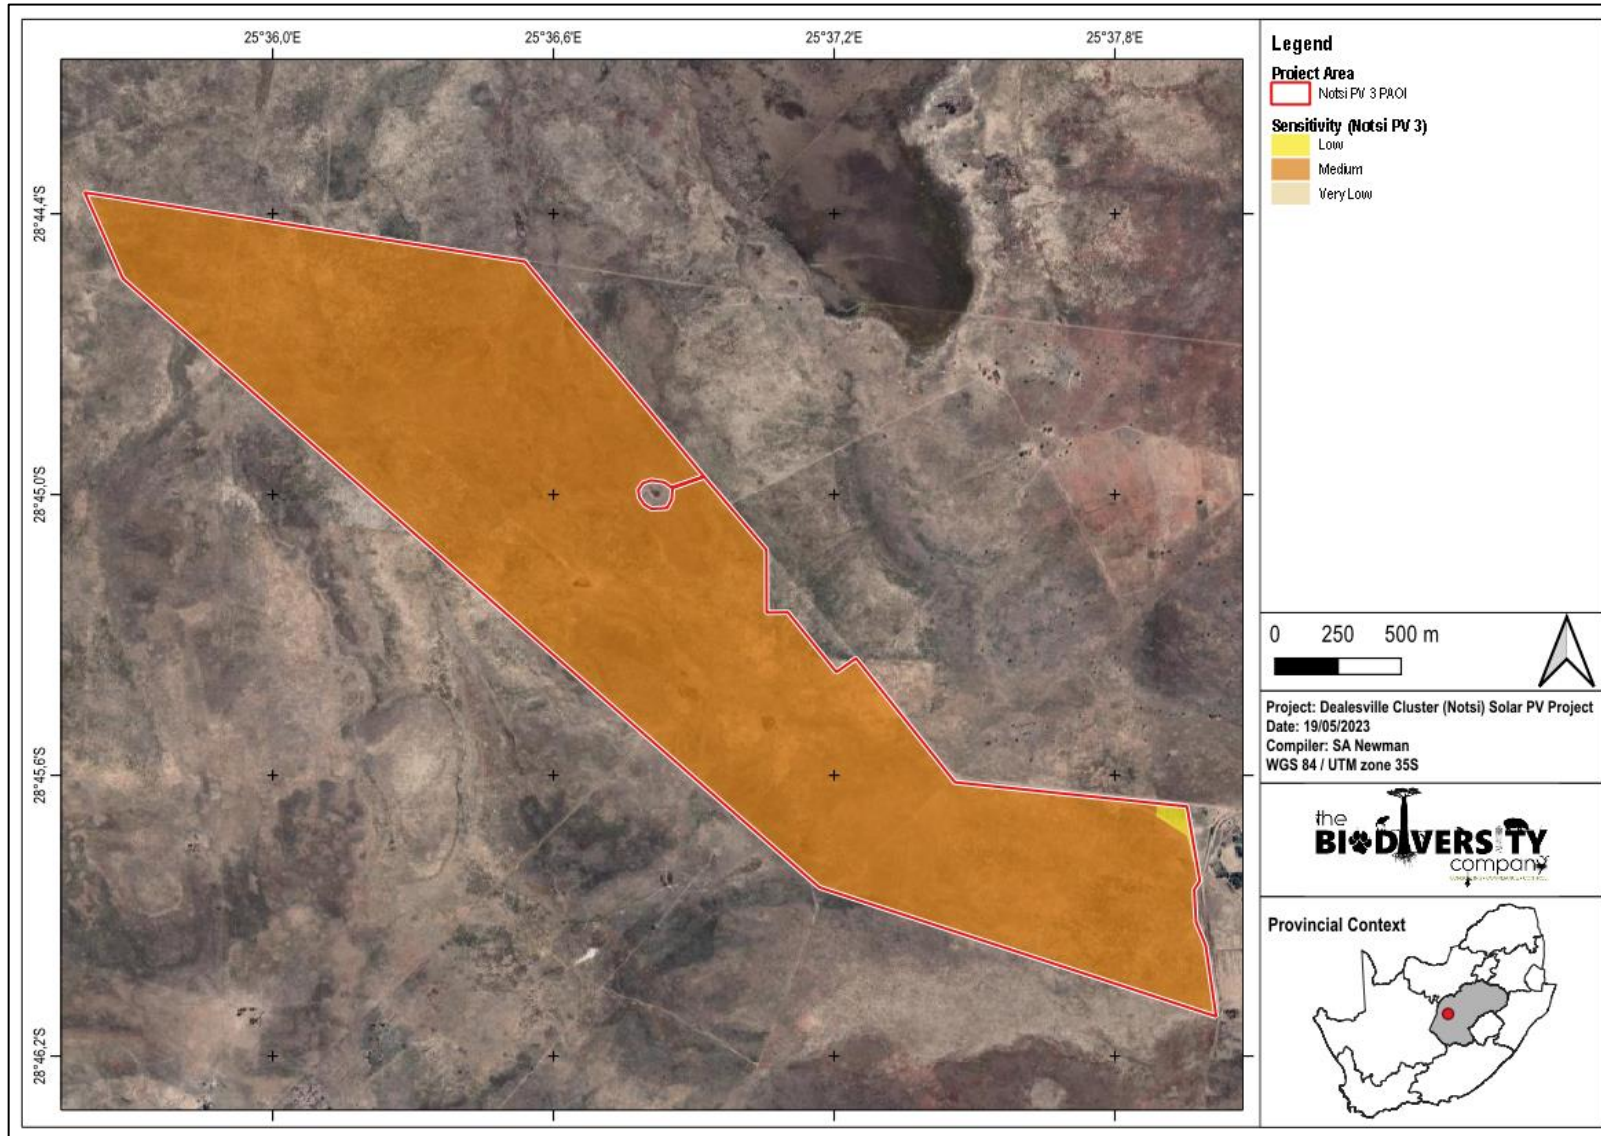 25°36,0'E 25°36,6'E 25°37,2'E 25°37,8'E
28°44,4'S
28°45,0'S
28°45,6'S
28°46,2'S
Legend
Project Area
Notsi PV 3 PAOI
Sensitivity (Notsi PV 3)
Low
Medium
Very Low
0 250 500 m
Project: Dealesville Cluster (Notsi) Solar PV Project
Date: 19/05/2023
Compiler: SA Newman
WGS 84 / UTM zone 35S
the
BIODIVERSITY
company
Provincial Context